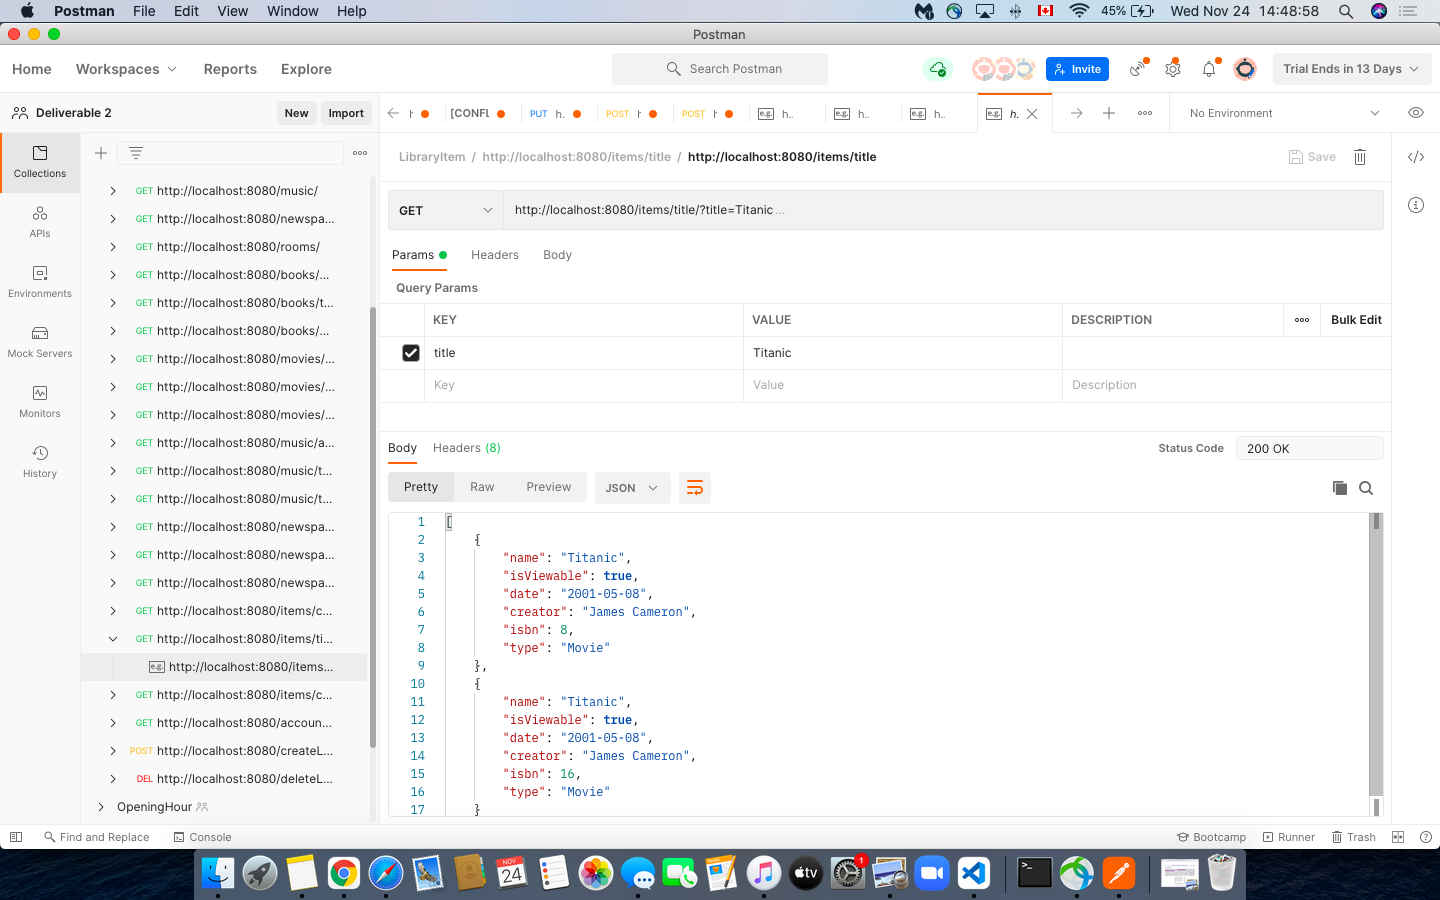 Postman File Edit View Window Help 45% Wed Nov 24 14:48:58
Postman
Home Workspaces Reports Explore Search Postman Invite Trial Ends in 13 Days
Deliverable 2 New Import h [CONFL PUT h. POST h POST h e.g. h.. e.g. h.. e.g. h.. e.g. h. No Environment
Collections
APIs
Environments
Mock Servers
Monitors
History
GET http://localhost:8080/music/
GET http://localhost:8080/newspa...
GET http://localhost:8080/rooms/
GET http://localhost:8080/books/...
GET http://localhost:8080/books/t...
GET http://localhost:8080/books/...
GET http://localhost:8080/movies/...
GET http://localhost:8080/movies/...
GET http://localhost:8080/movies/...
GET http://localhost:8080/music/a...
GET http://localhost:8080/music/t...
GET http://localhost:8080/music/t...
GET http://localhost:8080/newspa...
GET http://localhost:8080/newspa...
GET http://localhost:8080/newspa...
GET http://localhost:8080/items/c...
GET http://localhost:8080/items/ti...
e.g. http://localhost:8080/items...
GET http://localhost:8080/items/c...
GET http://localhost:8080/accoun...
POST http://localhost:8080/createL...
DEL http://localhost:8080/deleteL...
OpeningHour
LibraryItem / http://localhost:8080/items/title / http://localhost:8080/items/title Save
GET http://localhost:8080/items/title/?title=Titanic ...
Params Headers Body
Query Params
KEY VALUE DESCRIPTION Bulk Edit
title Titanic
Key Value Description
Body Headers (8) Status Code 200 OK
Pretty Raw Preview JSON
1 [
2 {
3 "name": "Titanic",
4 "isViewable": true,
5 "date": "2001-05-08",
6 "creator": "James Cameron",
7 "isbn": 8,
8 "type": "Movie"
9 },
10 {
11 "name": "Titanic",
12 "isViewable": true,
13 "date": "2001-05-08",
14 "creator": "James Cameron",
15 "isbn": 16,
16 "type": "Movie"
17 }
Find and Replace Console Bootcamp Runner Trash
NOV 24 tv 1